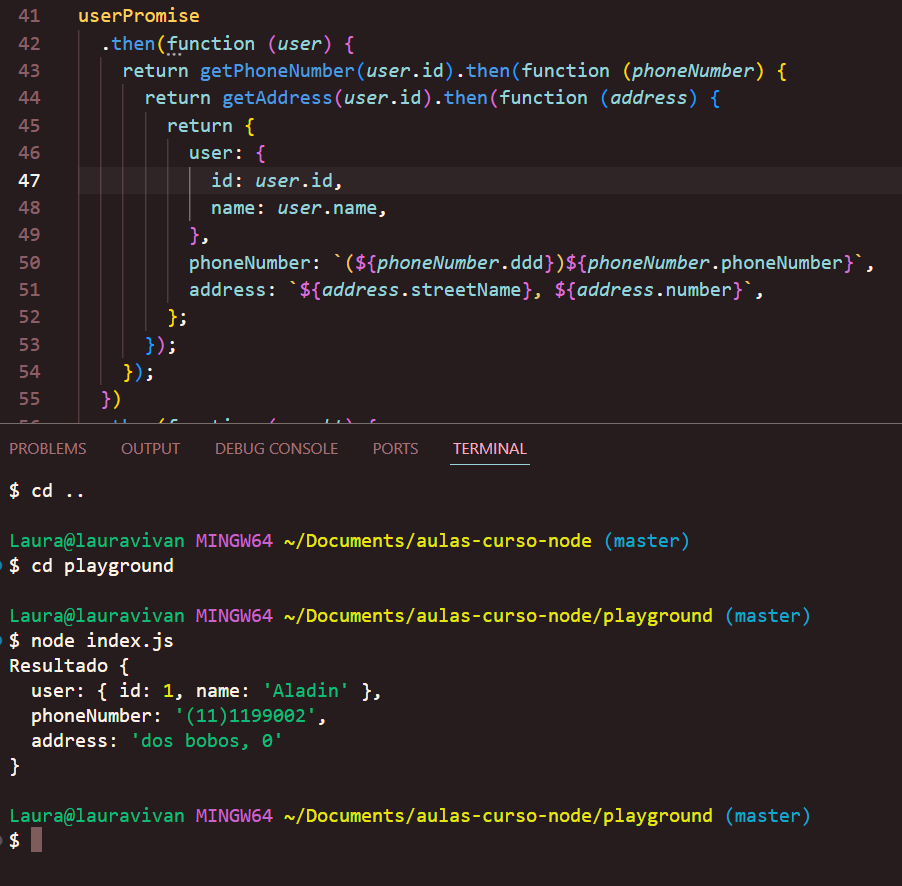 41 userPromise
42 .then(function (user) {
43 return getPhoneNumber(user.id).then(function (phoneNumber) {
44 return getAddress(user.id).then(function (address) {
45 return {
46 user: {
47 id: user.id,
48 name: user.name,
49 },
50 phoneNumber: `(${phoneNumber.ddd})${phoneNumber.phoneNumber}`,
51 address: `${address.streetName}, ${address.number}`,
52 };
53 });
54 });
55 })
PROBLEMS OUTPUT DEBUG CONSOLE PORTS TERMINAL
$ cd ..
Laura@lauravivan MINGW64 ~/Documents/aulas-curso-node (master)
$ cd playground
Laura@lauravivan MINGW64 ~/Documents/aulas-curso-node/playground (master)
$ node index.js
Resultado {
user: { id: 1, name: 'Aladin' },
phoneNumber: '(11)1199002',
address: 'dos bobos, 0'
}
Laura@lauravivan MINGW64 ~/Documents/aulas-curso-node/playground (master)
$